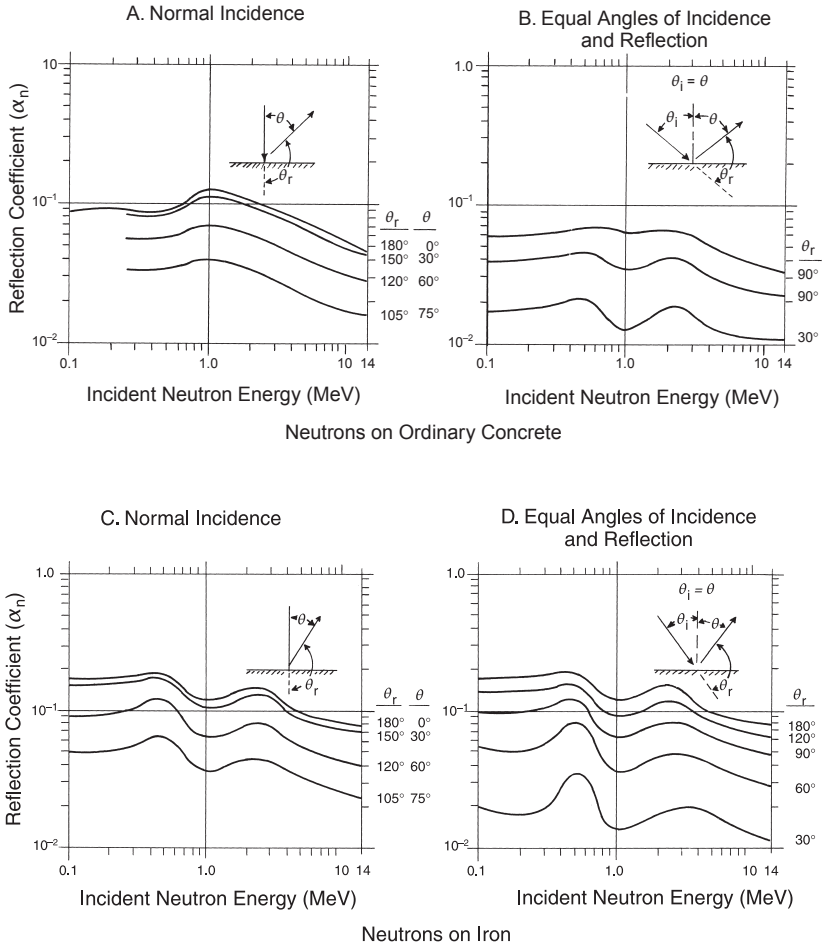 A. Normal Incidence
B. Equal Angles of Incidence
and Reflection
Reflection Coefficient (αn)
10
1.0
10⁻¹
10⁻²
θ
θr
θr θ
180° 0°
150° 30°
120° 60°
105° 75°
0.1 1.0 10 14
Incident Neutron Energy (MeV)
1.0
10⁻¹
10⁻²
θi = θ
θi θ
θr
θr
90°
90°
30°
0.1 1.0 10 14
Incident Neutron Energy (MeV)
Neutrons on Ordinary Concrete
C. Normal Incidence
D. Equal Angles of Incidence
and Reflection
Reflection Coefficient (αn)
1.0
10⁻¹
10⁻²
θ
θr
θr θ
180° 0°
150° 30°
120° 60°
105° 75°
0.1 1.0 10 14
Incident Neutron Energy (MeV)
1.0
10⁻¹
10⁻²
θi = θ
θi θ
θr
θr
180°
120°
90°
60°
30°
0.1 1.0 10 14
Incident Neutron Energy (MeV)
Neutrons on Iron